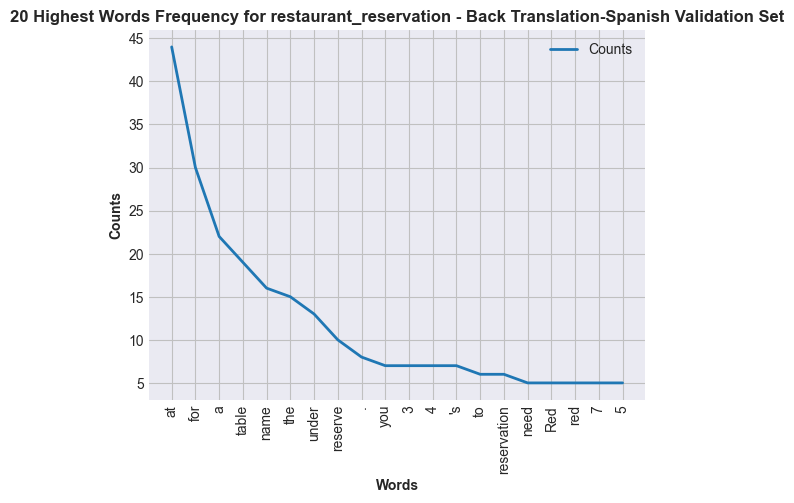 20 Highest Words Frequency for restaurant_reservation - Back Translation-Spanish Validation Set
Counts
45
40
35
30
25
20
15
10
5
Counts
at
for
a
table
name
the
under
reserve
.
you
3
4
's
to
reservation
need
Red
red
7
5
Words